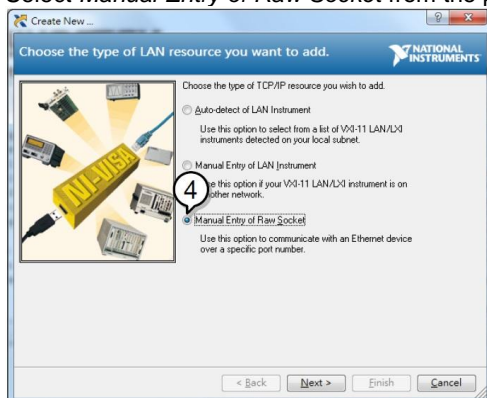 Select Manual Entry of Raw Socket from the p
Create New ...
Choose the type of LAN resource you want to add.
NATIONAL
INSTRUMENTS
Choose the type of TCP/IP resource you wish to add.
Auto-detect of LAN Instrument
Use this option to select from a list of VXI-11 LAN/LXI
instruments detected on your local subnet.
Manual Entry of LAN Instrument
this option if your VXI-11 LAN/LXI instrument is on
other network.
4
Manual Entry of Raw Socket
Use this option to communicate with an Ethernet device
over a specific port number.
NI-VISA
< Back Next > Finish Cancel